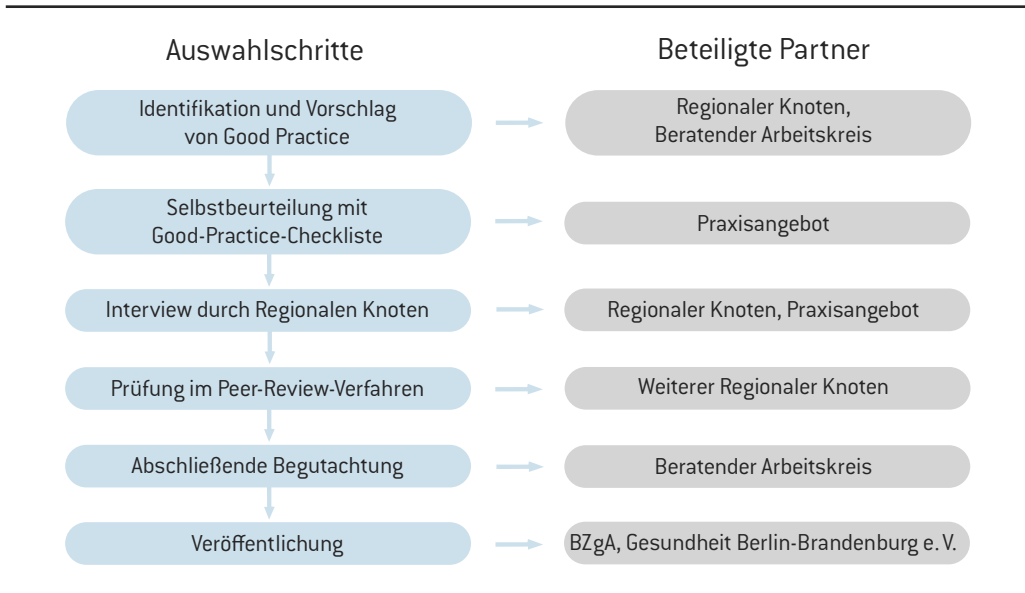 Auswahlschritte
Beteiligte Partner
Identifikation und Vorschlag
von Good Practice
Regionaler Knoten,
Beratender Arbeitskreis
Selbstbeurteilung mit
Good-Practice-Checkliste
Praxisangebot
Interview durch Regionalen Knoten
Regionaler Knoten, Praxisangebot
Prüfung im Peer-Review-Verfahren
Weiterer Regionaler Knoten
Abschließende Begutachtung
Beratender Arbeitskreis
Veröffentlichung
BZgA, Gesundheit Berlin-Brandenburg e. V.